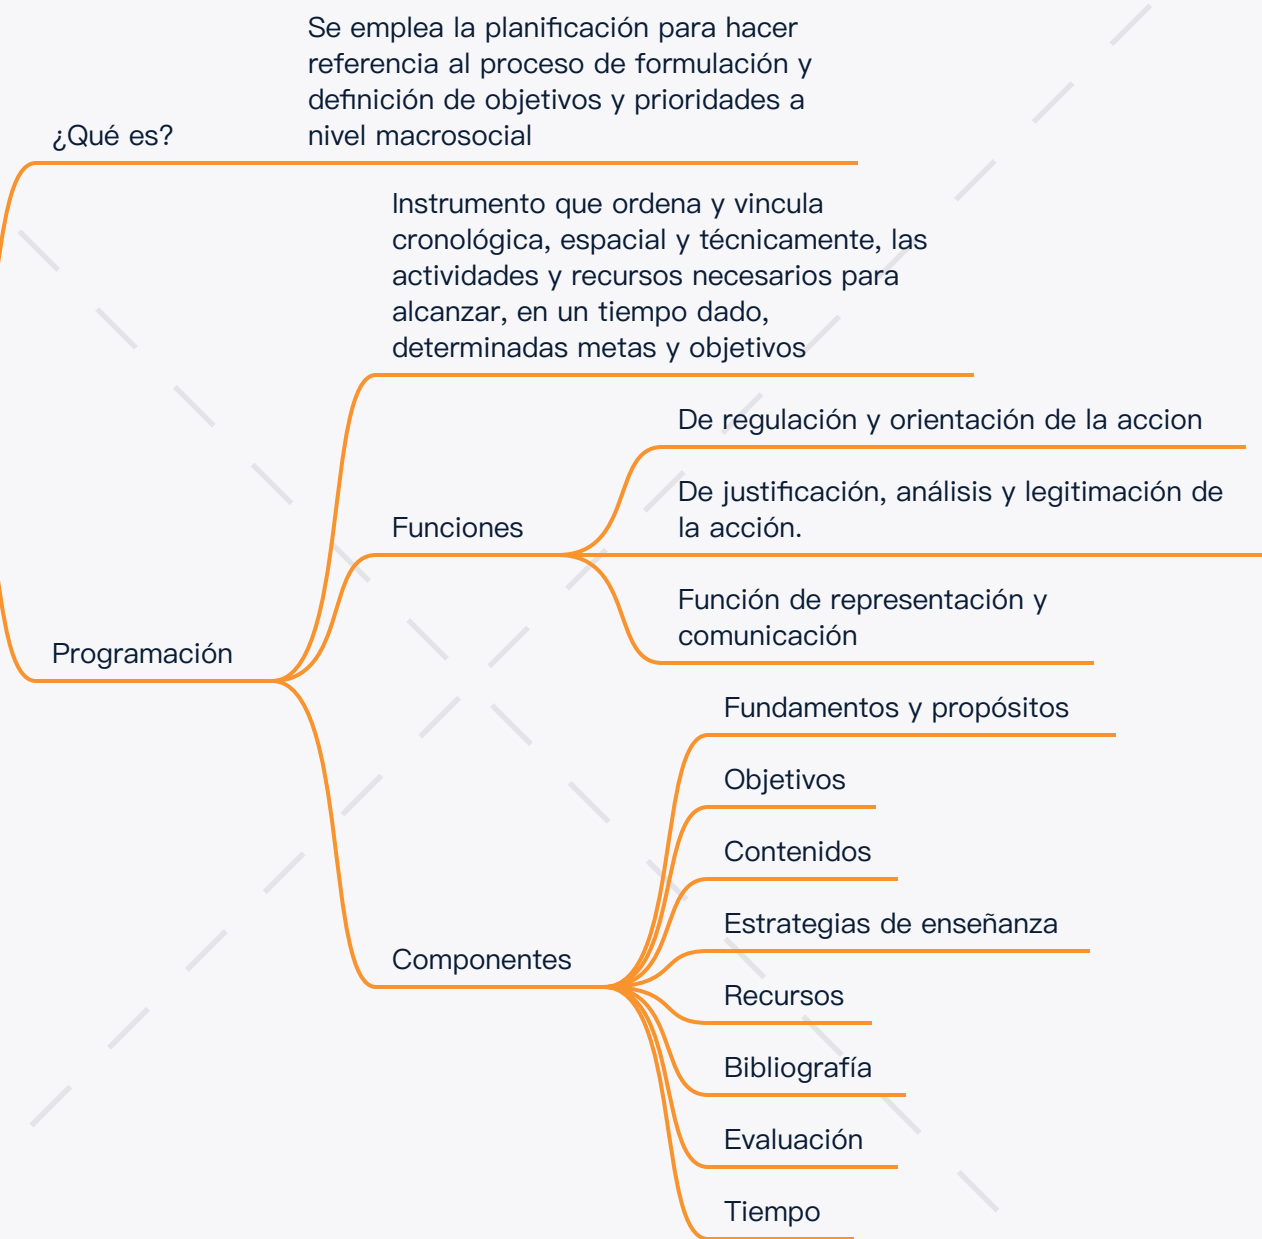 Se emplea la planificación para hacer
referencia al proceso de formulación y
definición de objetivos y prioridades a
nivel macrosocial
¿Qué es?
Instrumento que ordena y vincula
cronológica, espacial y técnicamente, las
actividades y recursos necesarios para
alcanzar, en un tiempo dado,
determinadas metas y objetivos
De regulación y orientación de la accion
De justificación, análisis y legitimación de
la acción.
Funciones
Función de representación y
comunicación
Programación
Fundamentos y propósitos
Objetivos
Contenidos
Estrategias de enseñanza
Componentes
Recursos
Bibliografía
Evaluación
Tiempo